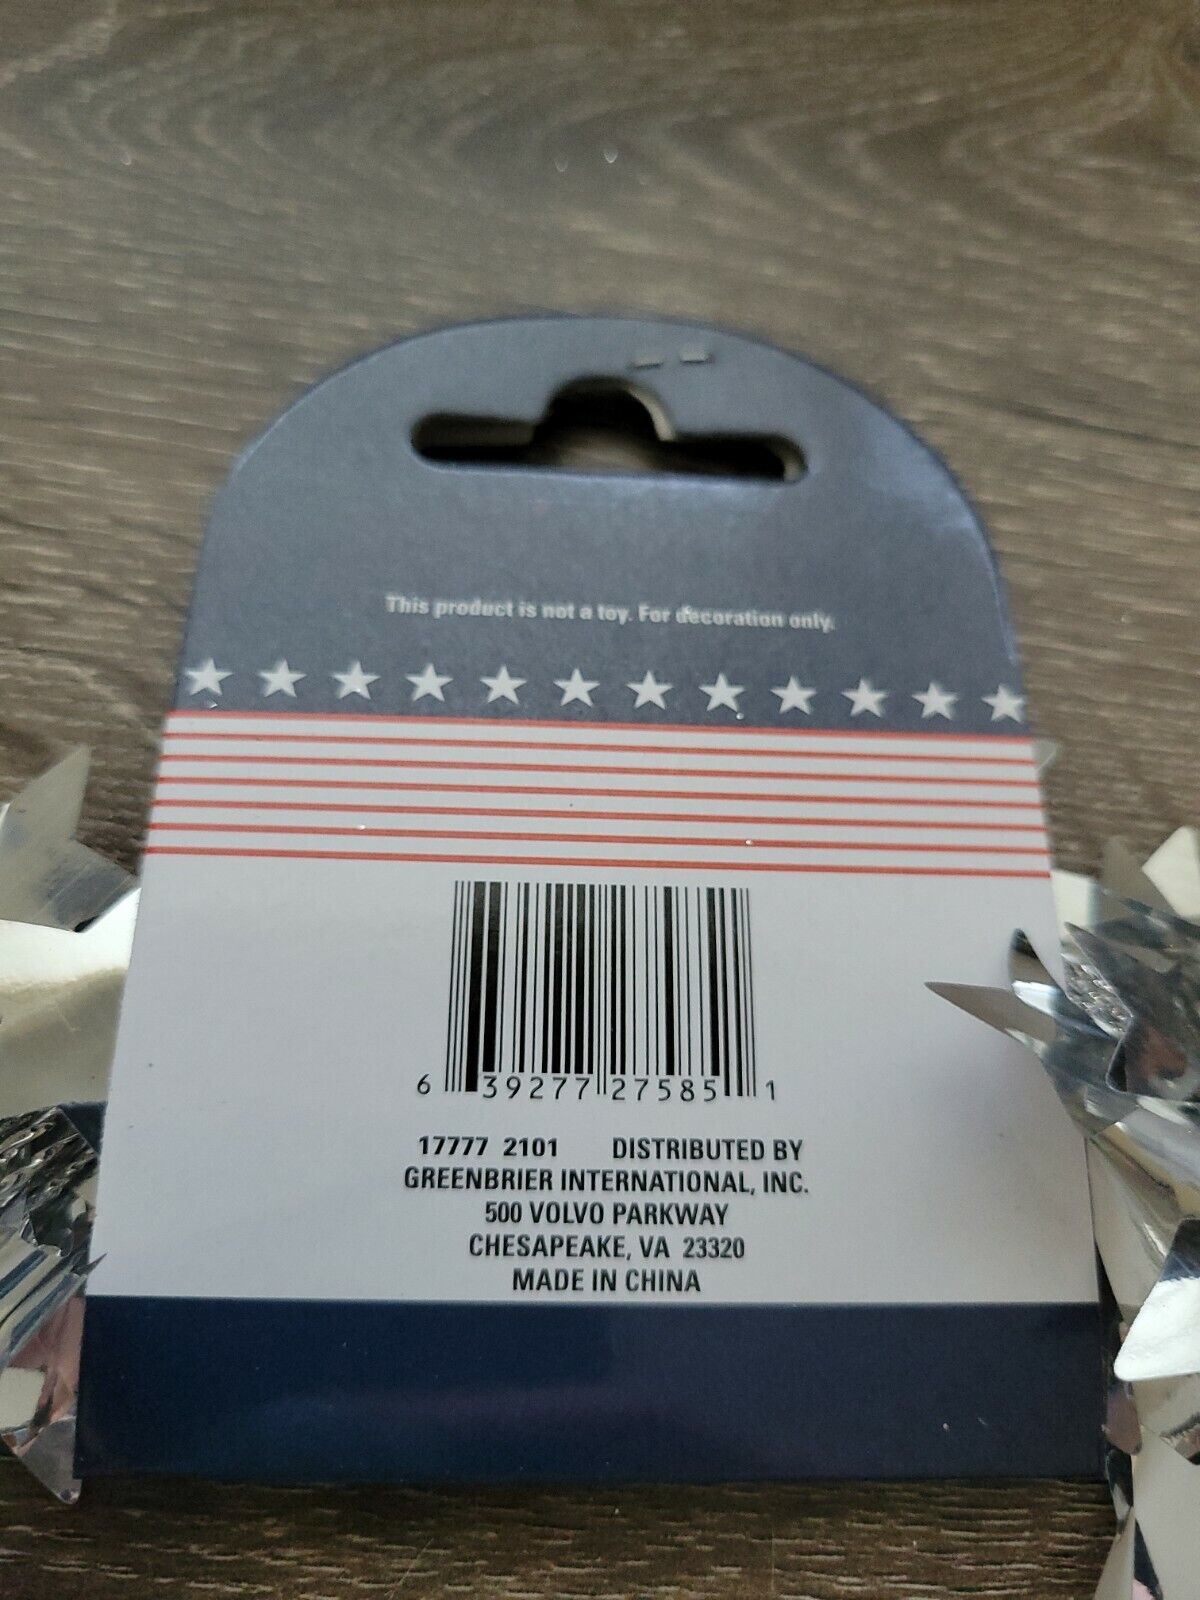 This product is not a toy. For decoration only.
6 39277 27585 1
17777 2101 DISTRIBUTED BY
GREENBRIER INTERNATIONAL, INC.
500 VOLVO PARKWAY
CHESAPEAKE, VA 23320
MADE IN CHINA